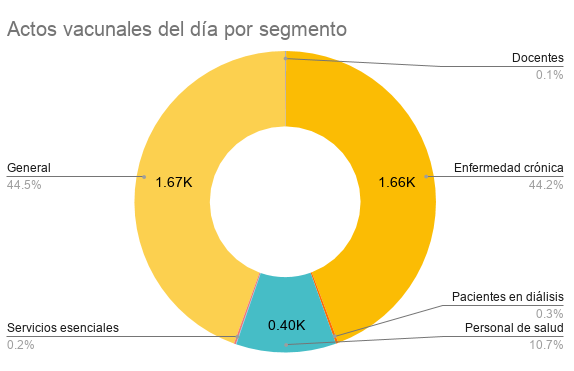 Actos vacunales del día por segmento
Docentes
0.1%
General
44.5%
1.67K
1.66K
Enfermedad crónica
44.2%
Pacientes en diálisis
0.3%
Servicios esenciales
0.2%
0.40K
Personal de salud
10.7%